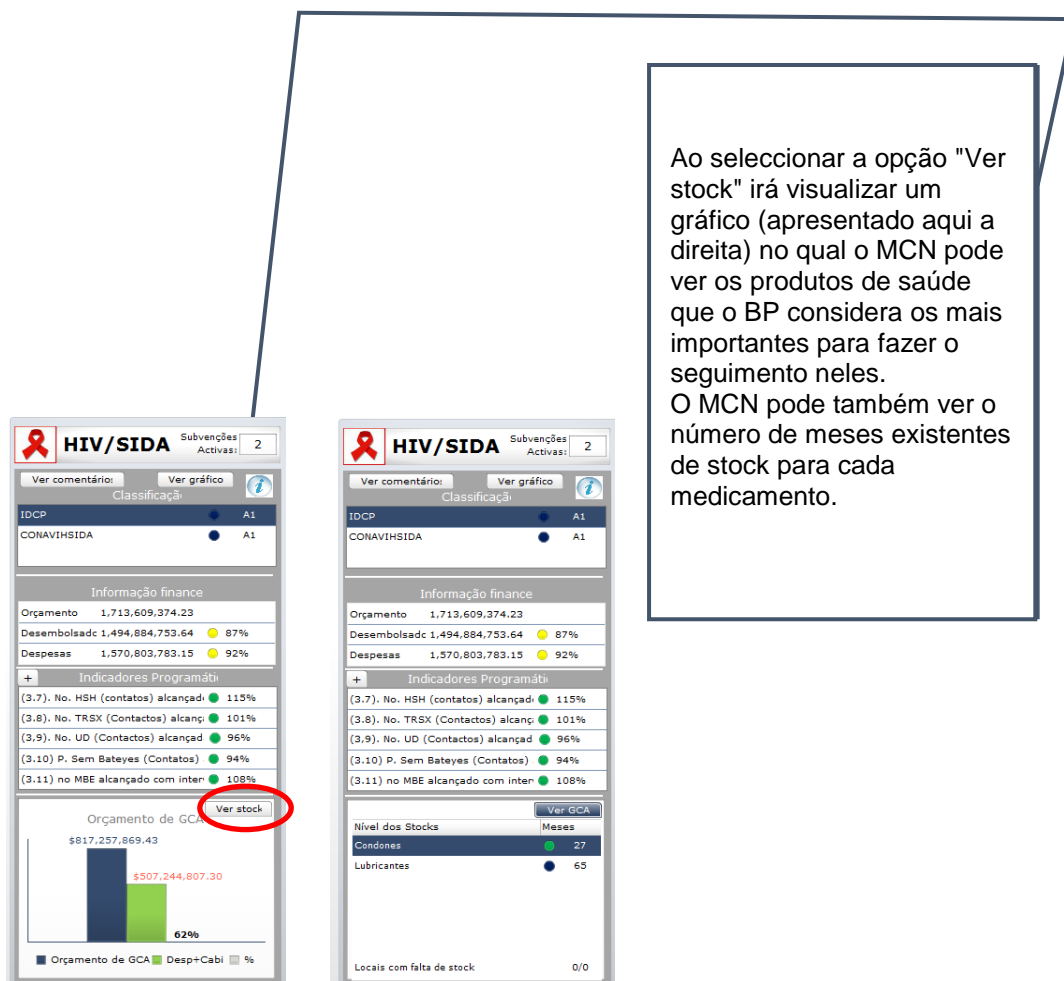 Ao seleccionar a opção "Ver
stock" irá visualizar um
gráfico (apresentado aqui a
direita) no qual o MCN pode
ver os produtos de saúde
que o BP considera os mais
importantes para fazer o
seguimento neles.
O MCN pode também ver o
número de meses existentes
de stock para cada
medicamento.
HIV/SIDA Subvenções Activas: 2
Ver comentário: Ver gráfico
Classificaçã
IDCP A1
CONAVIHSIDA A1
Informação finance
Orçamento 1,713,609,374.23
Desembolsadc 1,494,884,753.64 87%
Despesas 1,570,803,783.15 92%
+ Indicadores Programáti
(3.7). No. HSH (contatos) alcançad 115%
(3.8). No. TRSX (Contactos) alcanç 101%
(3,9). No. UD (Contactos) alcançad 96%
(3.10) P. Sem Bateyes (Contatos) 94%
(3.11) no MBE alcançado com inter 108%
Ver stock
Orçamento de GCA
$817,257,869.43
$507,244,807.30
62%
Orçamento de GCA Desp+Cabi %
HIV/SIDA Subvenções Activas: 2
Ver comentário: Ver gráfico
Classificaçã
IDCP A1
CONAVIHSIDA A1
Informação finance
Orçamento 1,713,609,374.23
Desembolsadc 1,494,884,753.64 87%
Despesas 1,570,803,783.15 92%
+ Indicadores Programáti
(3.7). No. HSH (contatos) alcançad 115%
(3.8). No. TRSX (Contactos) alcanç 101%
(3,9). No. UD (Contactos) alcançad 96%
(3.10) P. Sem Bateyes (Contatos) 94%
(3.11) no MBE alcançado com inter 108%
Ver GCA
Nível dos Stocks Meses
Condones 27
Lubricantes 65
Locais com falta de stock 0/0